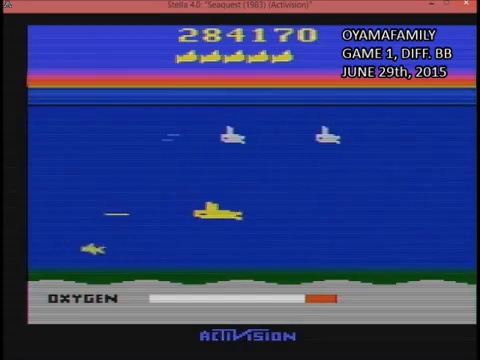 Stella 4.0: "Seaquest (1983) (Activision)"
284170
OYAMAFAMILY
GAME 1, DIFF. BB
JUNE 29th, 2015
OXYGEN
ACTIVISION